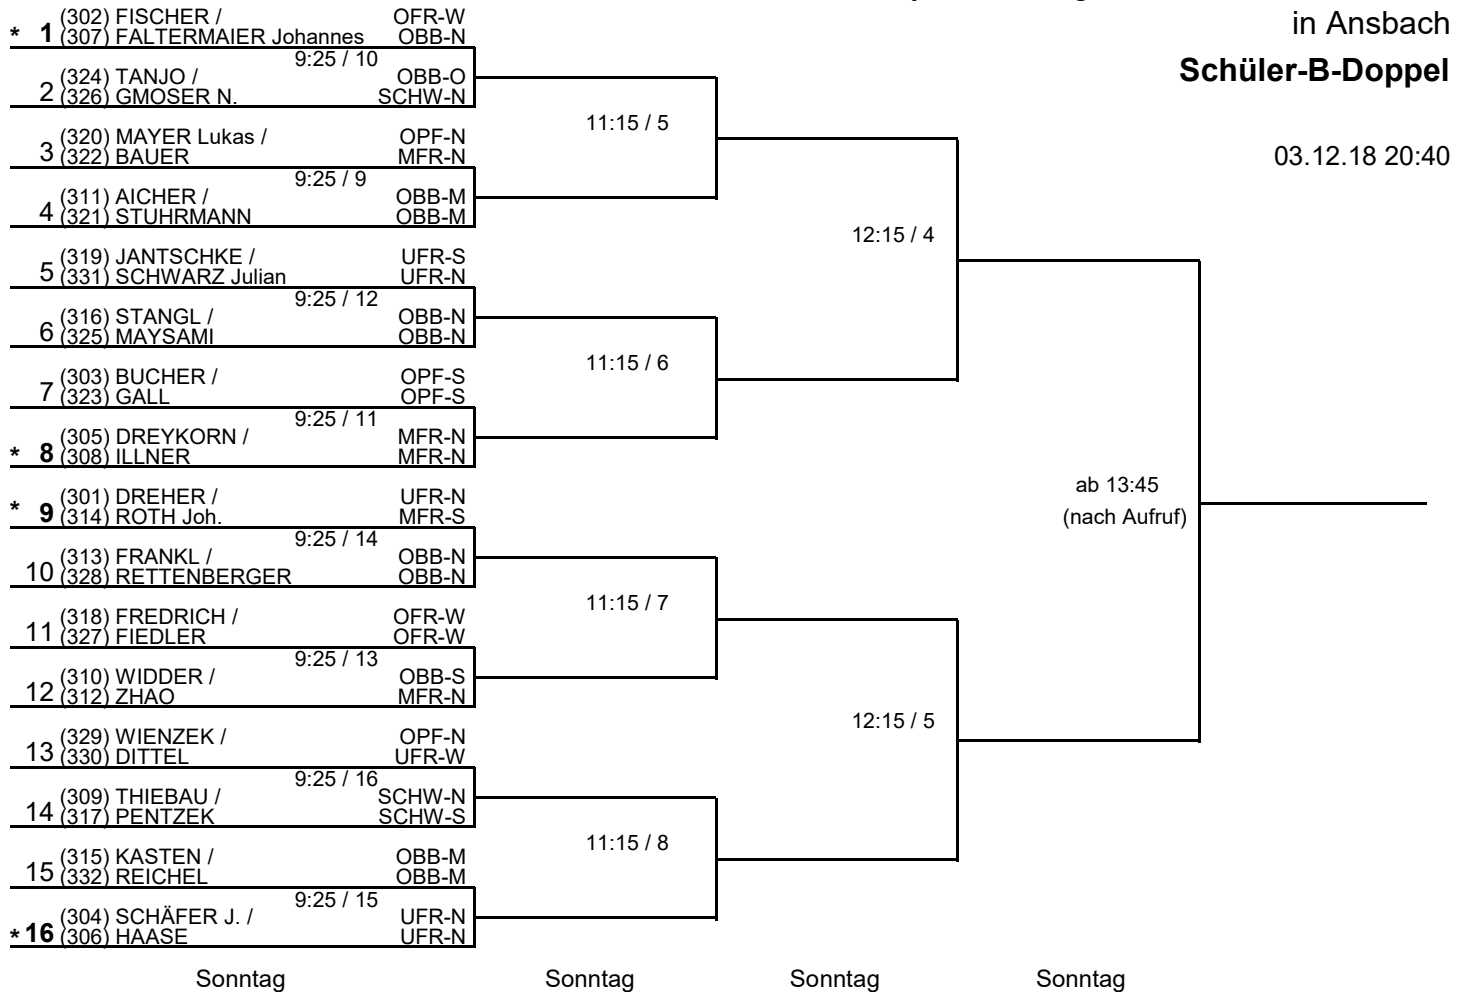 in Ansbach
Schüler-B-Doppel
03.12.18 20:40
(302) FISCHER / OFR-W
* 1 (307) FALTERMAIER Johannes OBB-N
9:25 / 10
(324) TANJO / OBB-O
2 (326) GMOSER N. SCHW-N
11:15 / 5
(320) MAYER Lukas / OPF-N
3 (322) BAUER MFR-N
9:25 / 9
(311) AICHER / OBB-M
4 (321) STUHRMANN OBB-M
12:15 / 4
(319) JANTSCHKE / UFR-S
5 (331) SCHWARZ Julian UFR-N
9:25 / 12
(316) STANGL / OBB-N
6 (325) MAYSAMI OBB-N
11:15 / 6
(303) BUCHER / OPF-S
7 (323) GALL OPF-S
9:25 / 11
(305) DREYKORN / MFR-N
* 8 (308) ILLNER MFR-N
ab 13:45
(nach Aufruf)
(301) DREHER / UFR-N
* 9 (314) ROTH Joh. MFR-S
9:25 / 14
(313) FRANKL / OBB-N
10 (328) RETTENBERGER OBB-N
11:15 / 7
(318) FREDRICH / OFR-W
11 (327) FIEDLER OFR-W
9:25 / 13
(310) WIDDER / OBB-S
12 (312) ZHAO MFR-N
12:15 / 5
(329) WIENZEK / OPF-N
13 (330) DITTEL UFR-W
9:25 / 16
(309) THIEBAU / SCHW-N
14 (317) PENTZEK SCHW-S
11:15 / 8
(315) KASTEN / OBB-M
15 (332) REICHEL OBB-M
9:25 / 15
(304) SCHÄFER J. / UFR-N
* 16 (306) HAASE UFR-N
Sonntag Sonntag Sonntag Sonntag